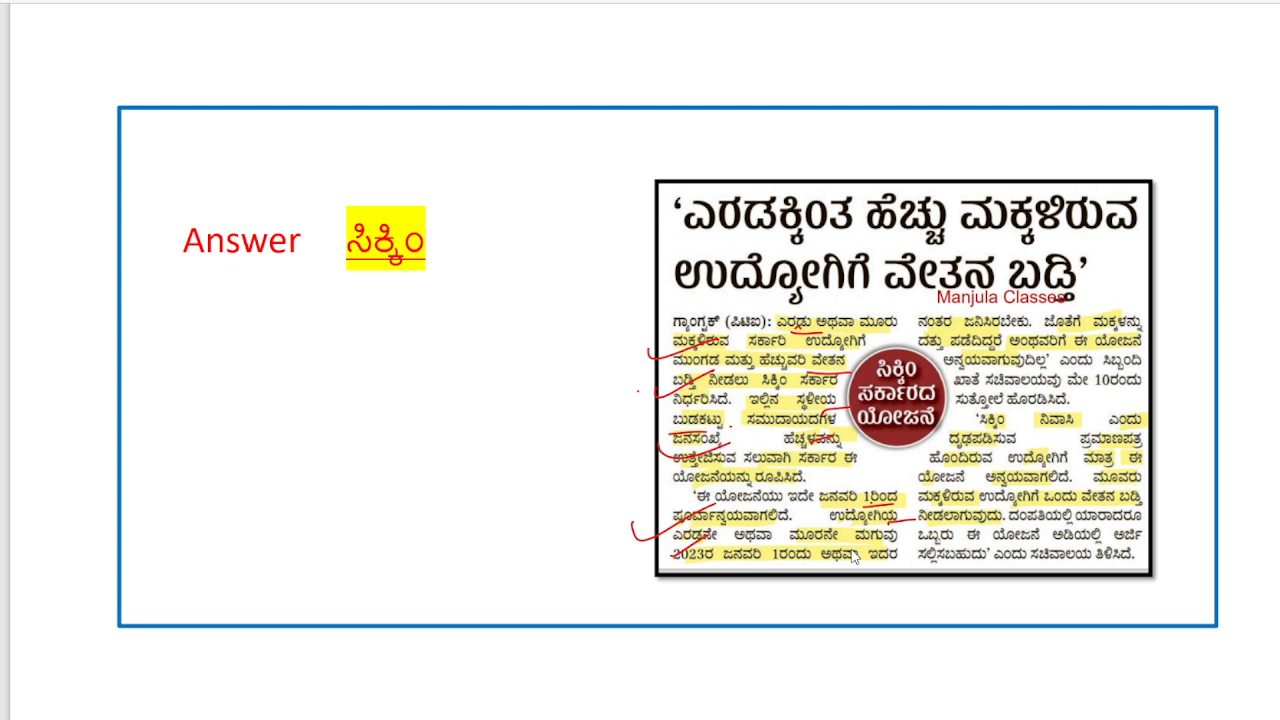 Answer ಸಿಕ್ಕಿಂ
‘ಎರಡಕ್ಕಿಂತ ಹೆಚ್ಚು ಮಕ್ಕಳಿರುವ
ಉದ್ಯೋಗಿಗೆ ವೇತನ ಬಡ್ತಿ’
Manjula Classes
ಗ್ಯಾಂಗ್ಟಕ್ (ಪಿಟಿಐ): ಎರಡು ಅಥವಾ ಮೂರು
ಮಕ್ಕಳಿರುವ ಸರ್ಕಾರಿ ಉದ್ಯೋಗಿಗೆ
ಮುಂಗಡ ಮತ್ತು ಹೆಚ್ಚುವರಿ ವೇತನ
ಬಡ್ತಿ ನೀಡಲು ಸಿಕ್ಕಿಂ ಸರ್ಕಾರ
ನಿರ್ಧರಿಸಿದೆ. ಇಲ್ಲಿನ ಸ್ಥಳೀಯ
ಬುಡಕಟ್ಟು ಸಮುದಾಯದಗಳ
ಜನಸಂಖ್ಯೆ ಹೆಚ್ಚಳವನ್ನು
ಉತ್ತೇಜಿಸುವ ಸಲುವಾಗಿ ಸರ್ಕಾರ ಈ
ಯೋಜನೆಯನ್ನು ರೂಪಿಸಿದೆ.
‘ಈ ಯೋಜನೆಯು ಇದೇ ಜನವರಿ 1ರಿಂದ
ಪೂರ್ವಾನ್ವಯವಾಗಲಿದೆ. ಉದ್ಯೋಗಿಯ
ಎರಡನೇ ಅಥವಾ ಮೂರನೇ ಮಗುವು
2023ರ ಜನವರಿ 1ರಂದು ಅಥವಾ ಇದರ
ಸಿಕ್ಕಿಂ
ಸರ್ಕಾರದ
ಯೋಜನೆ
ನಂತರ ಜನಿಸಿರಬೇಕು. ಜೊತೆಗೆ ಮಕ್ಕಳನ್ನು
ದತ್ತು ಪಡೆದಿದ್ದರೆ ಅಂಥವರಿಗೆ ಈ ಯೋಜನೆ
ಅನ್ವಯವಾಗುವುದಿಲ್ಲ’ ಎಂದು ಸಿಬ್ಬಂದಿ
ಖಾತೆ ಸಚಿವಾಲಯವು ಮೇ 10ರಂದು
ಸುತ್ತೋಲೆ ಹೊರಡಿಸಿದೆ.
‘ಸಿಕ್ಕಿಂ ನಿವಾಸಿ ಎಂದು
ದೃಢಪಡಿಸುವ ಪ್ರಮಾಣಪತ್ರ
ಹೊಂದಿರುವ ಉದ್ಯೋಗಿಗೆ ಮಾತ್ರ ಈ
ಯೋಜನೆ ಅನ್ವಯವಾಗಲಿದೆ. ಮೂವರು
ಮಕ್ಕಳಿರುವ ಉದ್ಯೋಗಿಗೆ ಒಂದು ವೇತನ ಬಡ್ತಿ
ನೀಡಲಾಗುವುದು. ದಂಪತಿಯಲ್ಲಿ ಯಾರಾದರೂ
ಒಬ್ಬರು ಈ ಯೋಜನೆ ಅಡಿಯಲ್ಲಿ ಅರ್ಜಿ
ಸಲ್ಲಿಸಬಹುದು’ ಎಂದು ಸಚಿವಾಲಯ ತಿಳಿಸಿದೆ.